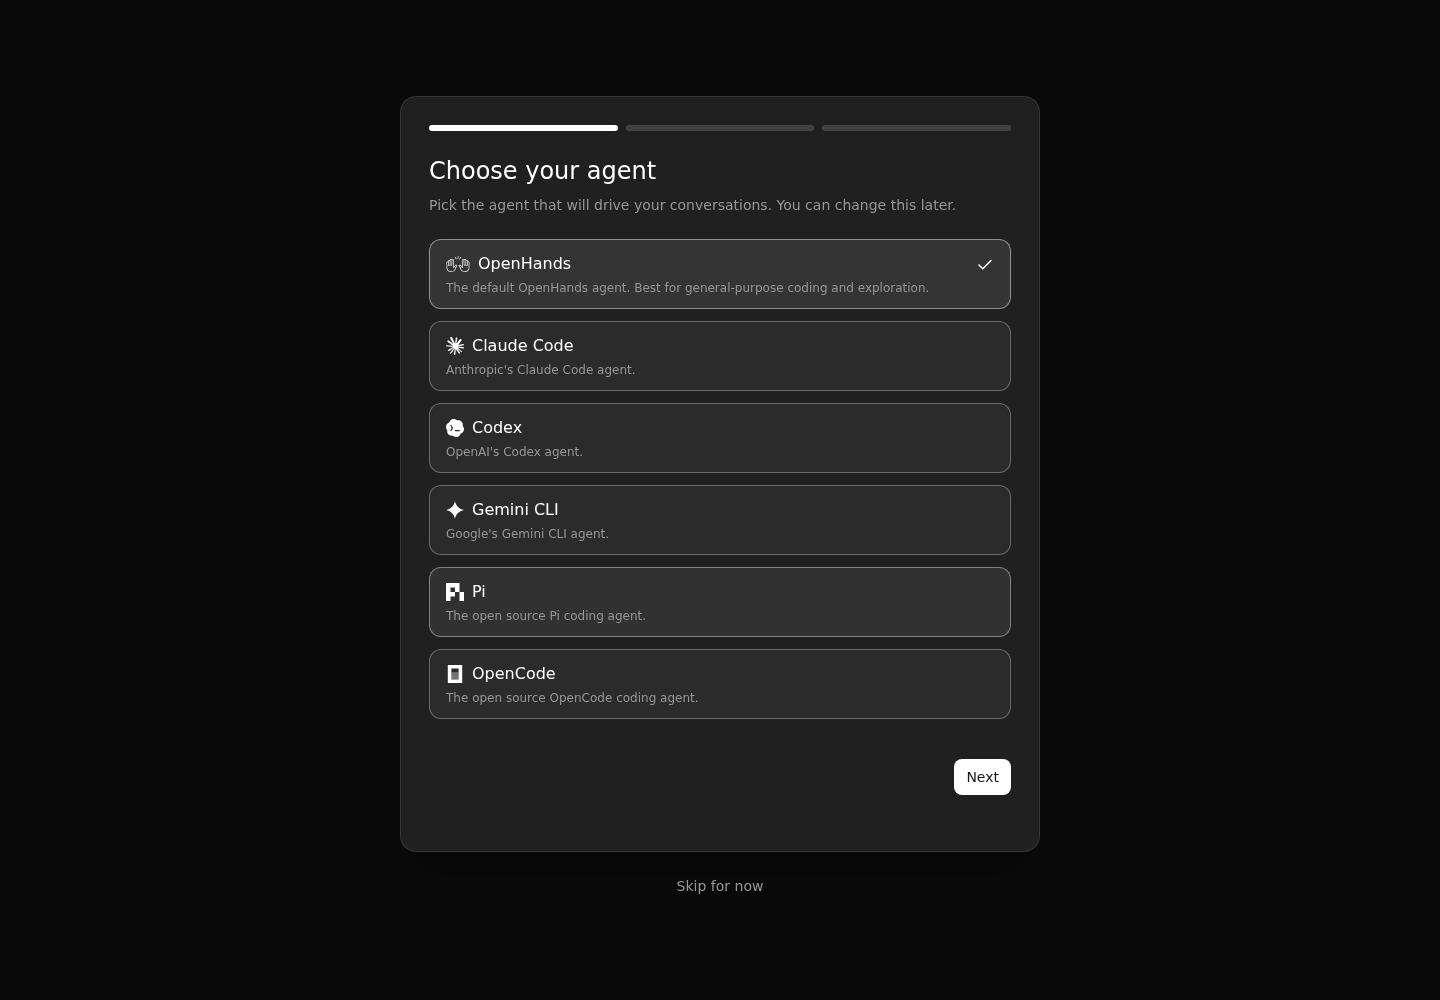 Choose your agent
Pick the agent that will drive your conversations. You can change this later.
OpenHands
The default OpenHands agent. Best for general-purpose coding and exploration.
Claude Code
Anthropic's Claude Code agent.
Codex
OpenAI's Codex agent.
Gemini CLI
Google's Gemini CLI agent.
Pi
The open source Pi coding agent.
OpenCode
The open source OpenCode coding agent.
Next
Skip for now